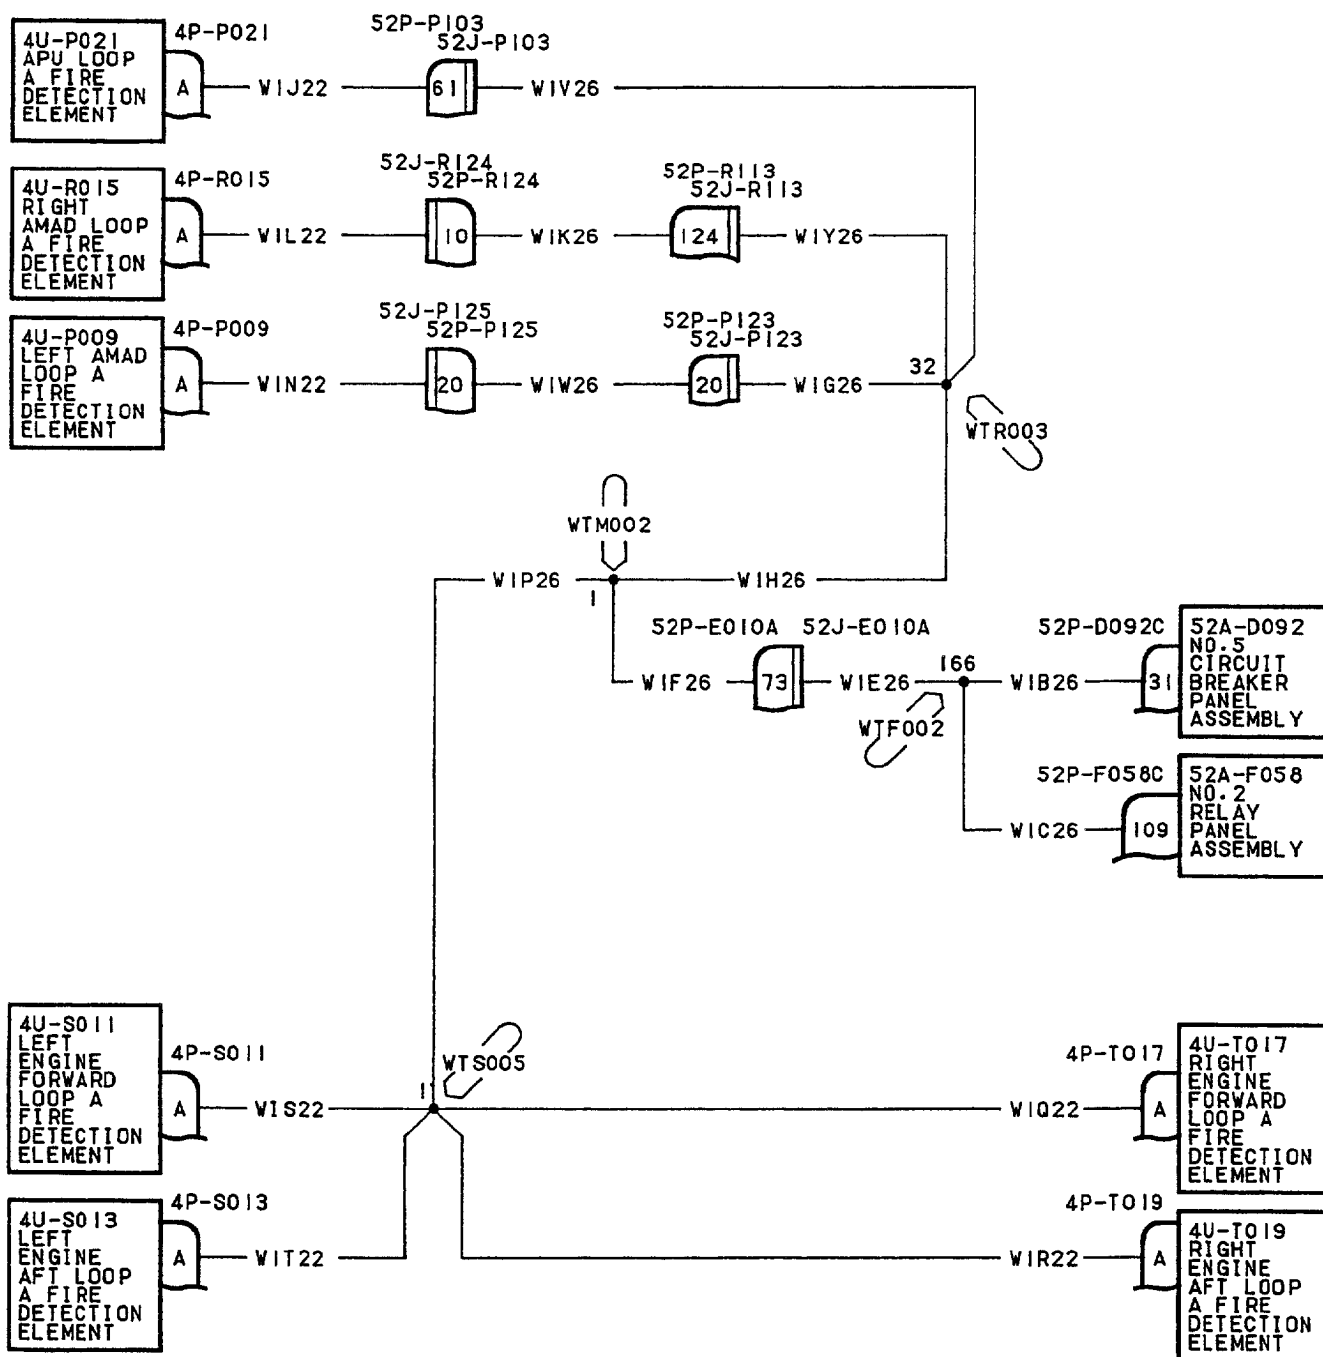 4U-P021
APU LOOP
A FIRE
DETECTION
ELEMENT
4P-P021
A
W1J22
52P-P103
52J-P103
61
W1V26
4U-R015
RIGHT
AMAD LOOP
A FIRE
DETECTION
ELEMENT
4P-R015
A
W1L22
52J-R124
52P-R124
10
W1K26
52P-R113
52J-R113
124
W1Y26
4U-P009
LEFT AMAD
LOOP A
FIRE
DETECTION
ELEMENT
4P-P009
A
W1N22
52J-P125
52P-P125
20
W1W26
52P-P123
52J-P123
20
W1G26
32
WTR003
WTM002
W1P26
1
W1H26
52P-E010A
52J-E010A
W1F26
73
W1E26
166
WTF002
W1B26
52P-D092C
31
52A-D092
NO.5
CIRCUIT
BREAKER
PANEL
ASSEMBLY
W1C26
52P-F058C
109
52A-F058
NO.2
RELAY
PANEL
ASSEMBLY
4U-S011
LEFT
ENGINE
FORWARD
LOOP A
FIRE
DETECTION
ELEMENT
4P-S011
A
W1S22
1
WTS005
W1Q22
4P-T017
A
4U-T017
RIGHT
ENGINE
FORWARD
LOOP A
FIRE
DETECTION
ELEMENT
4U-S013
LEFT
ENGINE
AFT LOOP
A FIRE
DETECTION
ELEMENT
4P-S013
A
W1T22
W1R22
4P-T019
A
4U-T019
RIGHT
ENGINE
AFT LOOP
A FIRE
DETECTION
ELEMENT